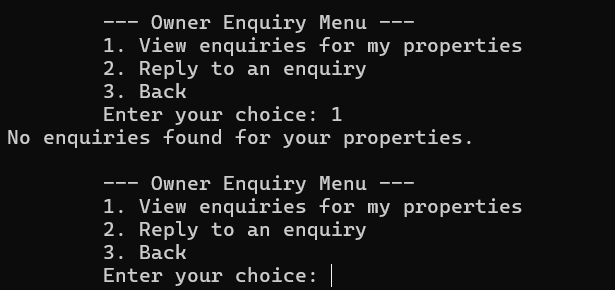 --- Owner Enquiry Menu ---
1. View enquiries for my properties
2. Reply to an enquiry
3. Back
Enter your choice: 1
No enquiries found for your properties.
--- Owner Enquiry Menu ---
1. View enquiries for my properties
2. Reply to an enquiry
3. Back
Enter your choice: